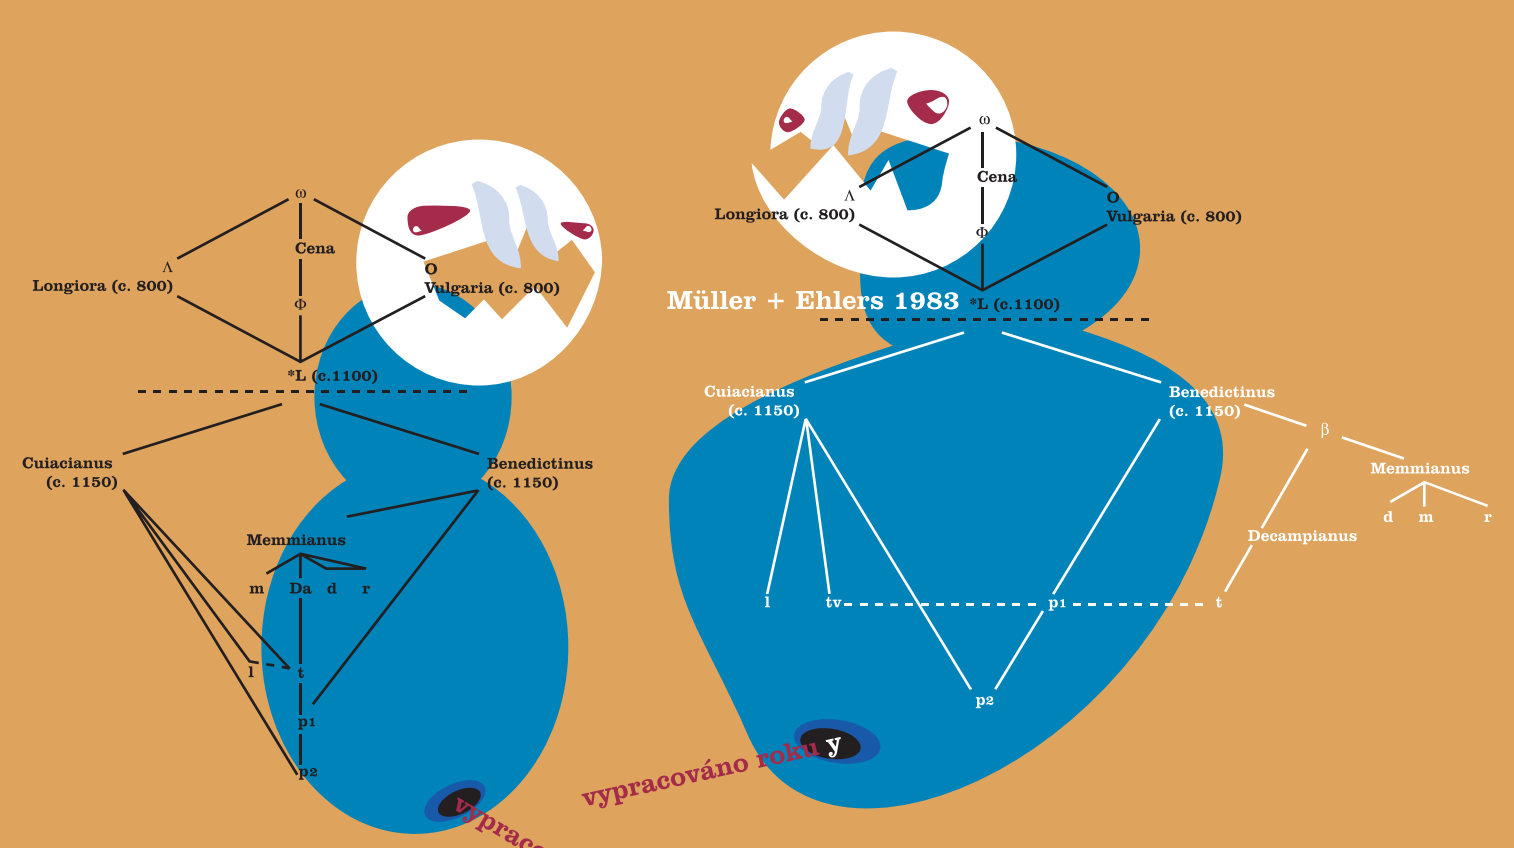 ω
Cena
Λ
Longiora (c. 800)
Φ
O
Vulgaria (c. 800)
*L (c.1100)
Cuiacianus
(c. 1150)
Benedictinus
(c. 1150)
Memmianus
m Da d r
l t
p1
p2
ω
Cena
Λ
Longiora (c. 800)
Φ
O
Vulgaria (c. 800)
Müller + Ehlers 1983
*L (c.1100)
Cuiacianus
(c. 1150)
Benedictinus
(c. 1150)
β
Memmianus
d m r
Decampianus
l tv p1 t
p2
vypracováno roku y
vypraco